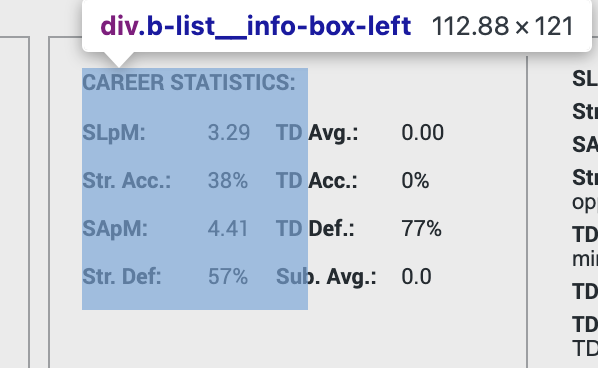 div.b-list__info-box-left 112.88 × 121
CAREER STATISTICS:
SLpM: 3.29 TD Avg.: 0.00
Str. Acc.: 38% TD Acc.: 0%
SApM: 4.41 TD Def.: 77%
Str. Def: 57% Sub. Avg.: 0.0
SL
Str
SA
Str
opp
TD
min
TD
TD
TD